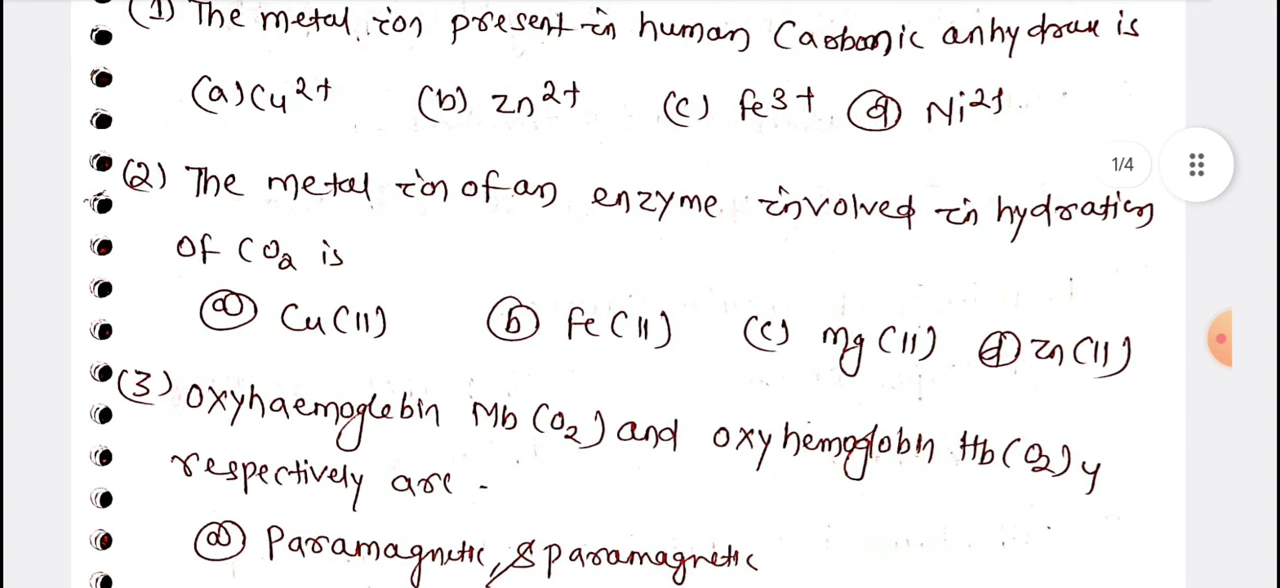 (1) The metal ion present in human Carbonic anhydrase is
(a) Cu2+ (b) Zn2+ (c) Fe3+ (d) Ni2+
1/4
(2) The metal ion of an enzyme involved in hydration
of CO2 is
(a) Cu(II) (b) Fe(II) (c) Mg(II) (d) Zn(II)
(3) Oxyhaemoglebin Mb(O2) and oxyhemoglobin Hb(O2)4
respectively are -
(a) Paramagnetic, & paramagnetic